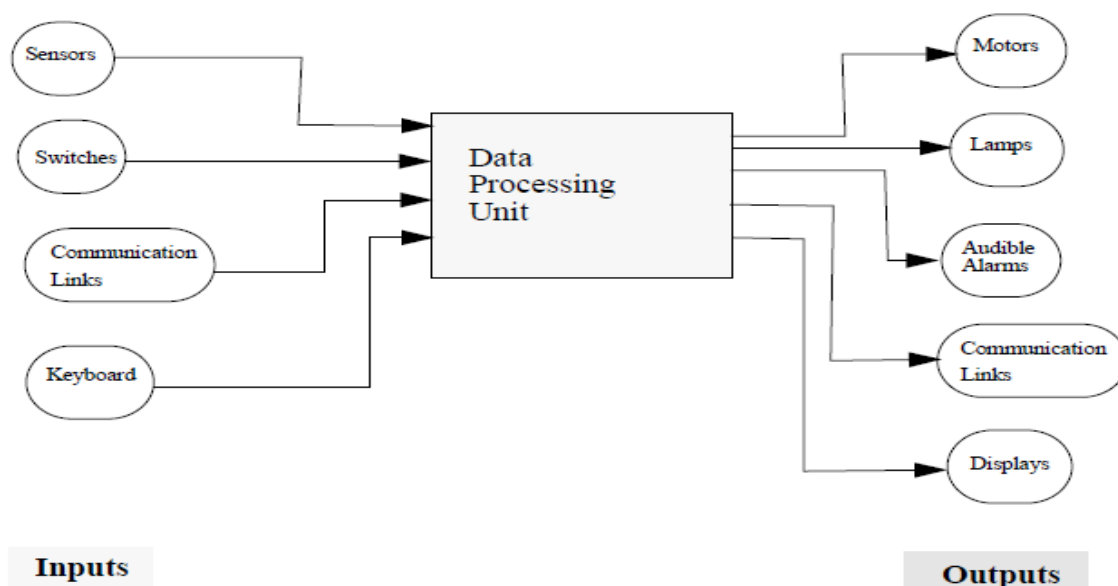 Sensors
Switches
Communication
Links
Keyboard
Data
Processing
Unit
Motors
Lamps
Audible
Alarms
Communication
Links
Displays
Inputs
Outputs